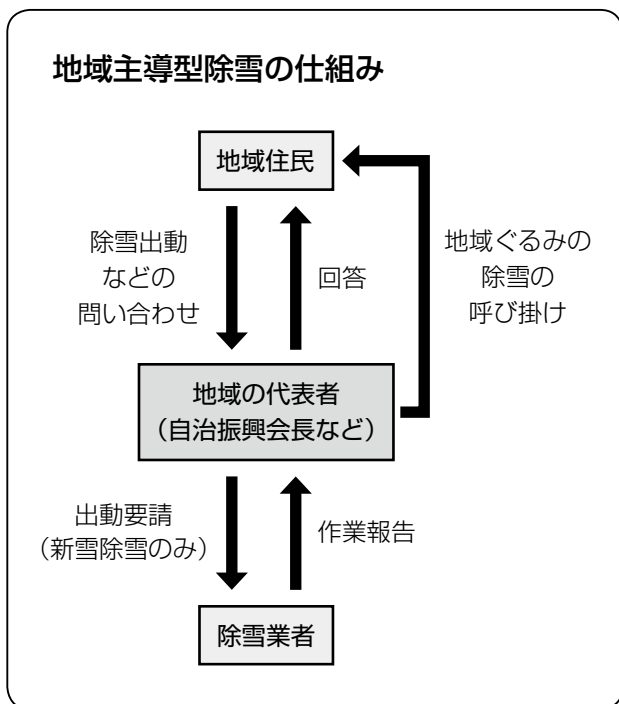 地域主導型除雪の仕組み
地域住民
除雪出動
などの
問い合わせ
回答
地域ぐるみの
除雪の
呼び掛け
地域の代表者
（自治振興会長など）
出動要請
（新雪除雪のみ）
作業報告
除雪業者